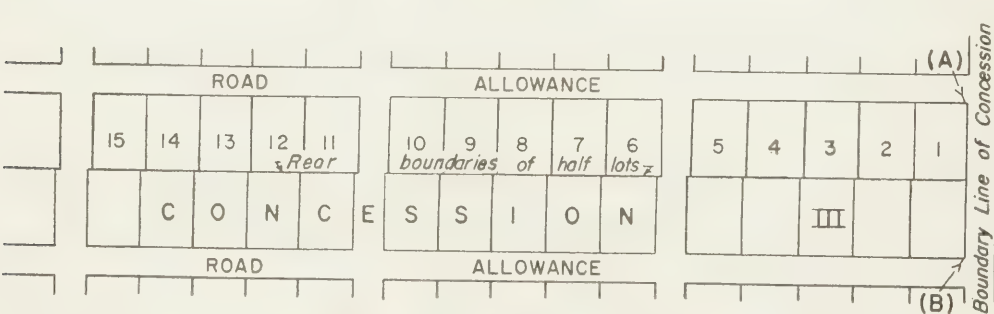 (A)
ROAD ALLOWANCE
15 14 13 12 11 10 9 8 7 6 5 4 3 2 1
Rear boundaries of half lots
CONCESSION III
ROAD ALLOWANCE
(B)
Boundary Line of Concession